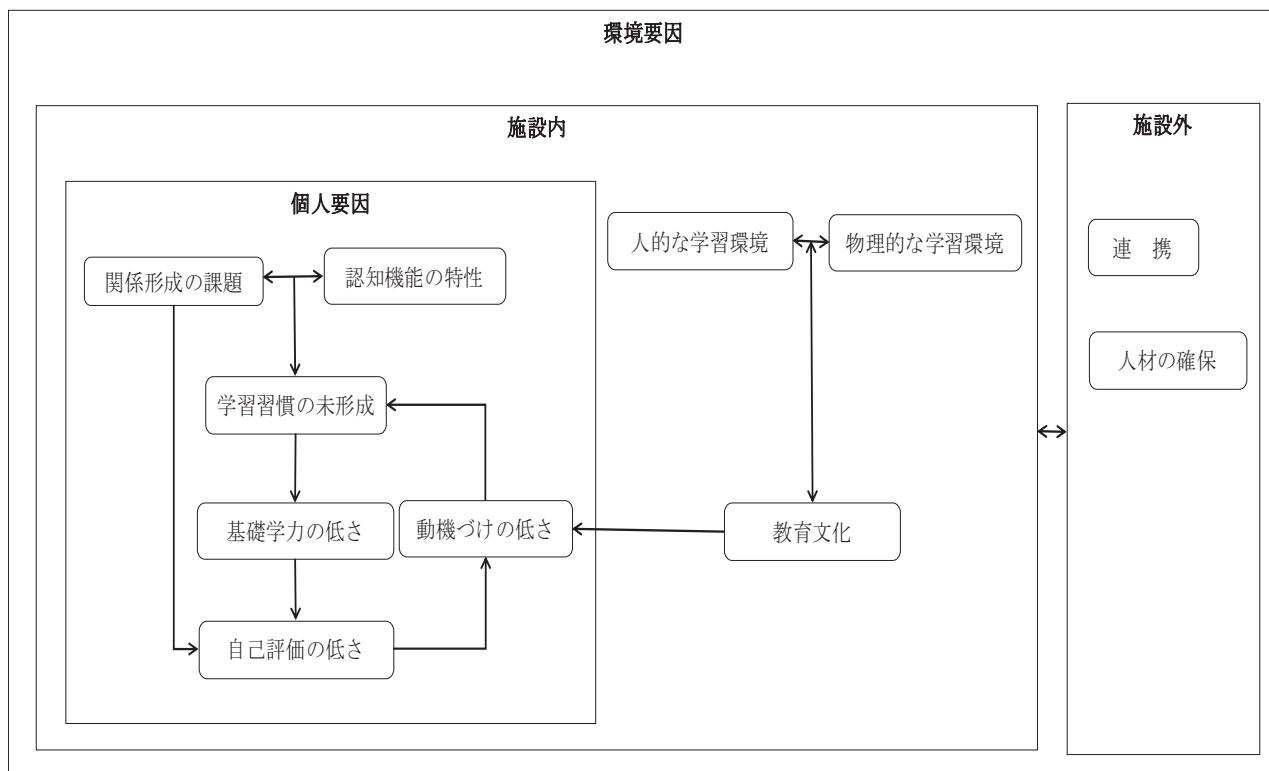 環境要因
施設内
施設外
個人要因
人的な学習環境
物理的な学習環境
連　携
関係形成の課題
認知機能の特性
人材の確保
学習習慣の未形成
基礎学力の低さ
動機づけの低さ
教育文化
自己評価の低さ